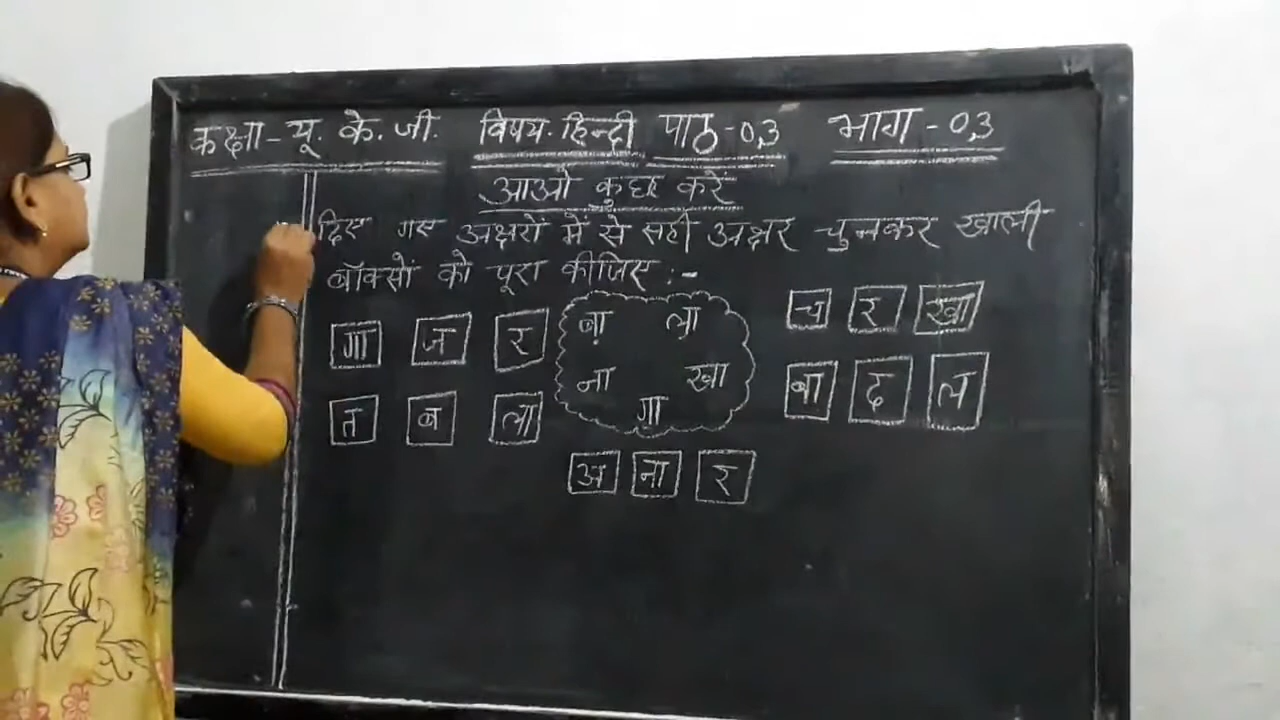 कक्षा - यू. के. जी. विषय- हिन्दी पाठ - 03 भाग - 03
आओ कुछ करें
दिए गए अक्षरों में से सही अक्षर चुनकर खाली
बॉक्सों को पूरा कीजिए :-
गा ज र
त ब ला
बा ला
ना खा
गा
च र खा
बा द ल
अ ना र